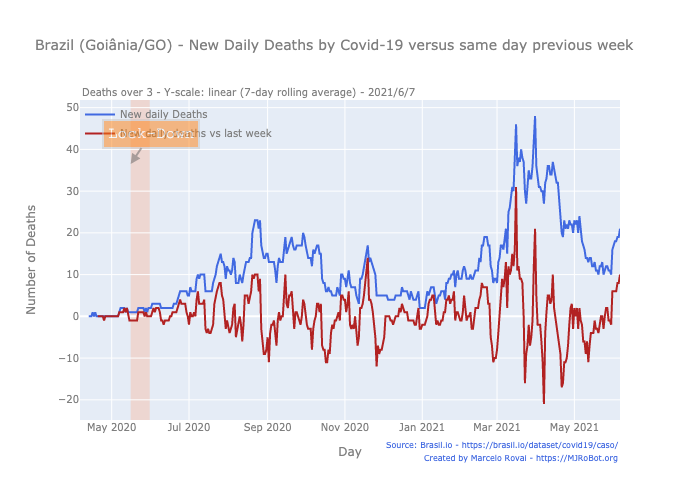 Brazil (Goiânia/GO) - New Daily Deaths by Covid-19 versus same day previous week
Deaths over 3 - Y-scale: linear (7-day rolling average) - 2021/6/7
New daily Deaths
New daily Deaths vs last week
Lock-Down
Number of Deaths
50
40
30
20
10
0
−10
−20
May 2020
Jul 2020
Sep 2020
Nov 2020
Jan 2021
Mar 2021
May 2021
Day
Source: Brasil.io - https://brasil.io/dataset/covid19/caso/
Created by Marcelo Rovai - https://MJRoBot.org